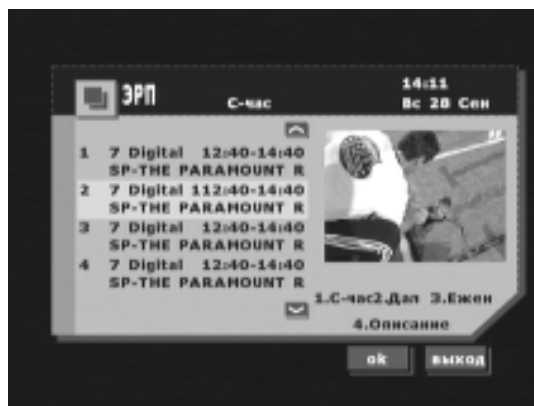 ЭРП
С-час
14:11
Вс 28 Сен
1 7 Digital 12:40-14:40
SP-THE PARAMOUNT R
2 7 Digital 112:40-14:40
SP-THE PARAMOUNT R
3 7 Digital 12:40-14:40
SP-THE PARAMOUNT R
4 7 Digital 12:40-14:40
SP-THE PARAMOUNT R
1.С-час2.Дал 3.Ежен
4.Описание
ok выход